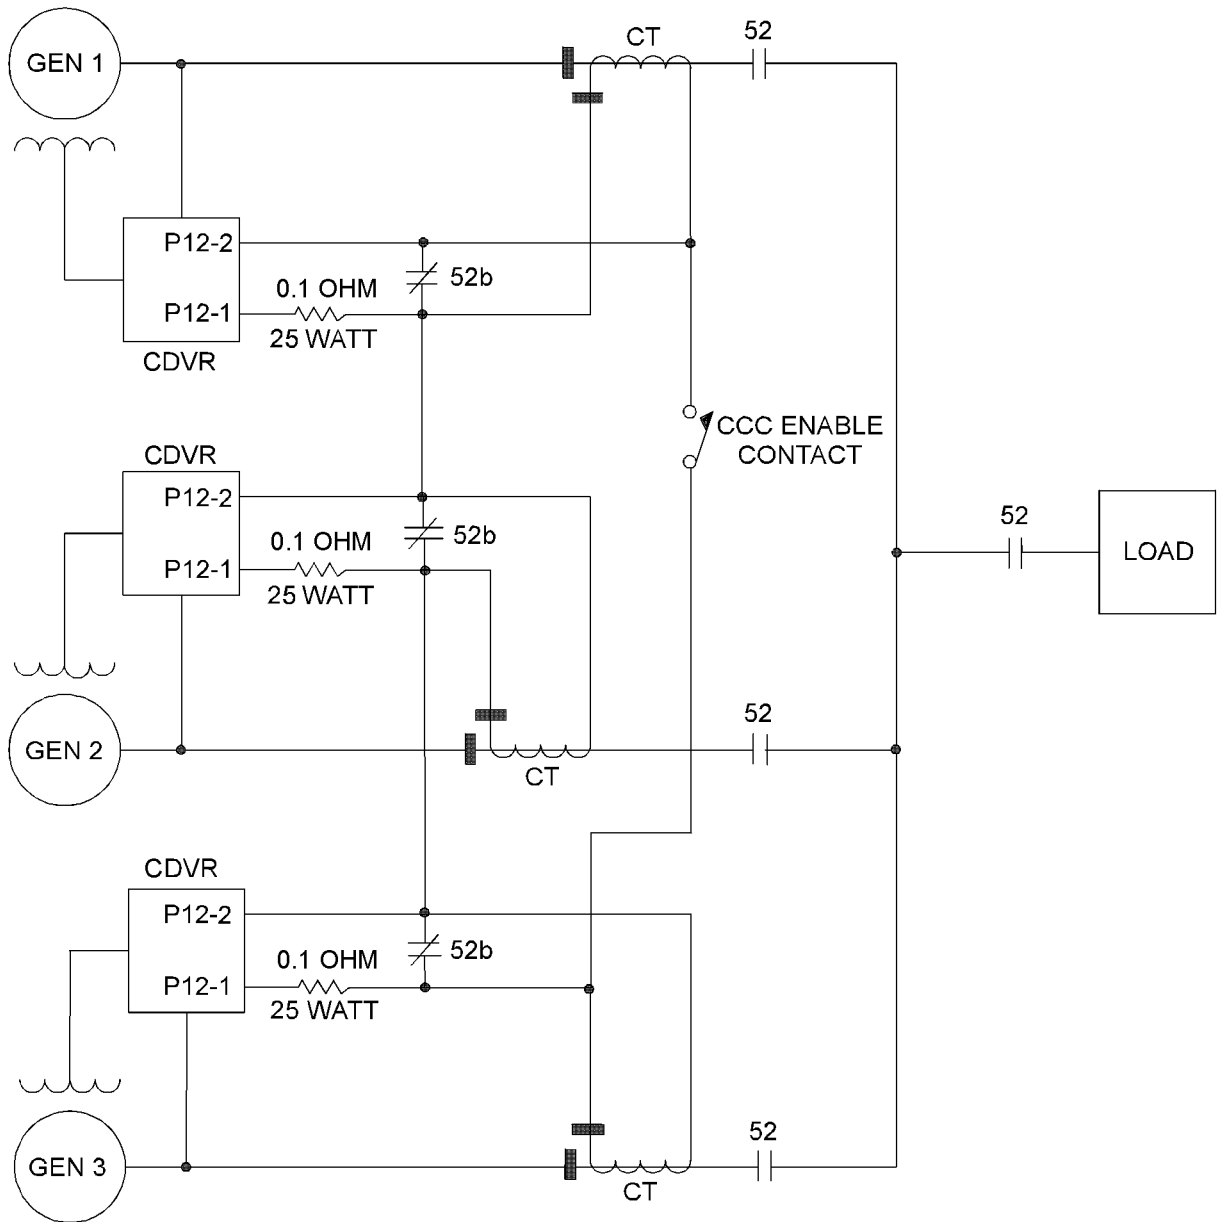 CT
52
GEN 1
P12-2
52b
0.1 OHM
P12-1
25 WATT
CDVR
CCC ENABLE
CONTACT
CDVR
P12-2
52
0.1 OHM
52b
LOAD
P12-1
25 WATT
52
GEN 2
CT
CDVR
P12-2
0.1 OHM
52b
P12-1
25 WATT
52
GEN 3
CT